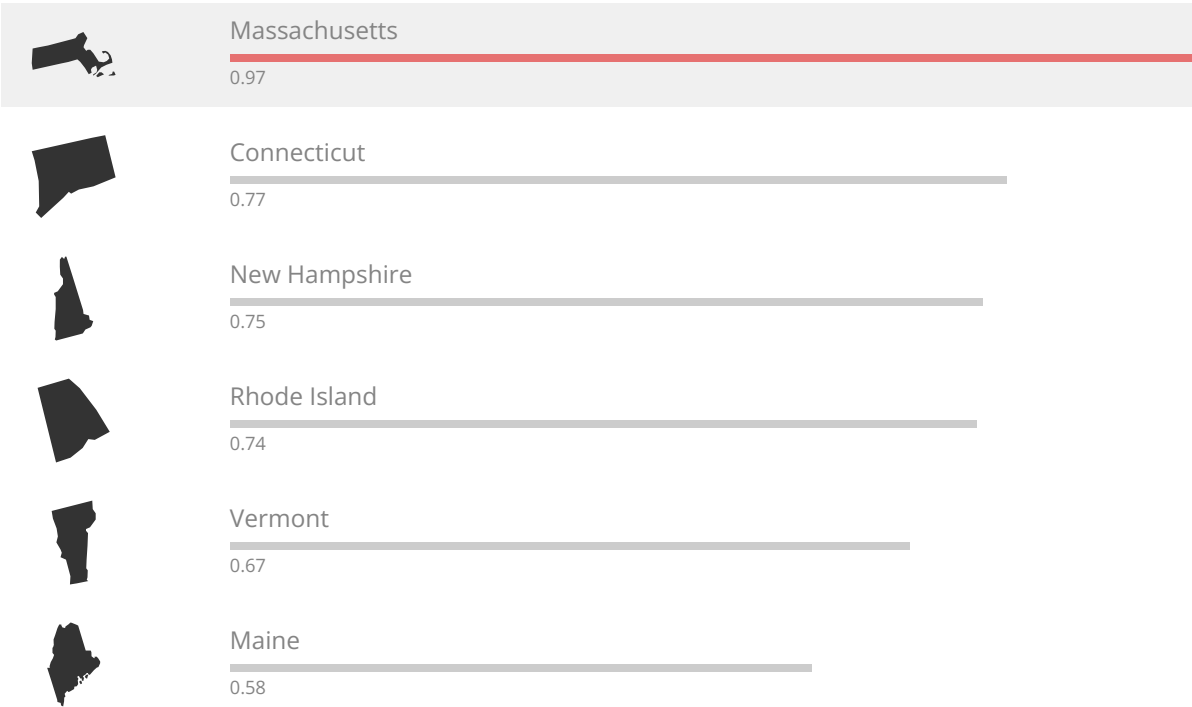 Massachusetts
0.97
Connecticut
0.77
New Hampshire
0.75
Rhode Island
0.74
Vermont
0.67
Maine
0.58